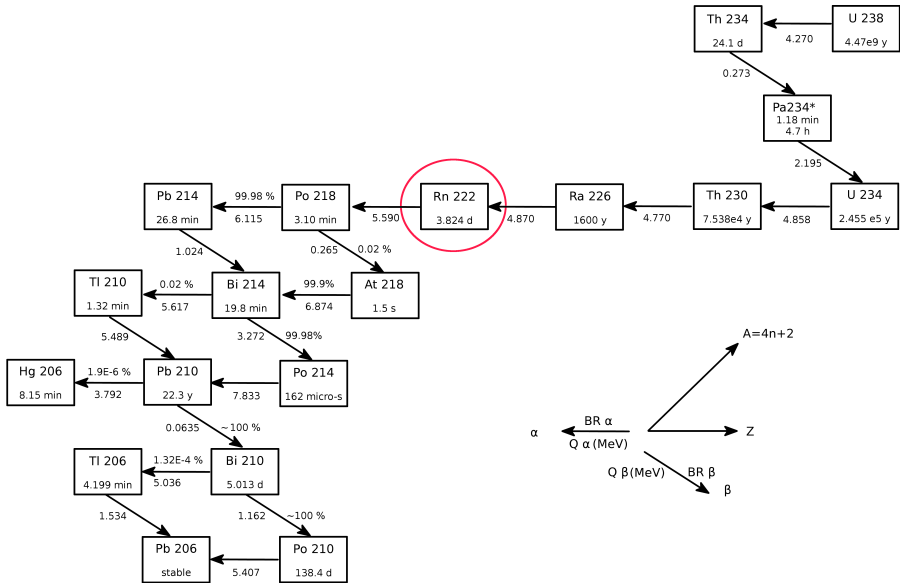 Th 234
24.1 d
4.270
U 238
4.47e9 y
0.273
Pa234*
1.18 min
4.7 h
2.195
Pb 214
26.8 min
99.98 %
6.115
Po 218
3.10 min
5.590
Rn 222
3.824 d
4.870
Ra 226
1600 y
4.770
Th 230
7.538e4 y
4.858
U 234
2.455 e5 y
1.024
0.265
0.02 %
Tl 210
1.32 min
0.02 %
5.617
Bi 214
19.8 min
99.9%
6.874
At 218
1.5 s
5.489
3.272
99.98%
A=4n+2
Hg 206
8.15 min
1.9E-6 %
3.792
Pb 210
22.3 y
7.833
Po 214
162 micro-s
0.0635
~100 %
α
BR α
Q α (MeV)
Z
Q β(MeV)
BR β
β
Tl 206
4.199 min
1.32E-4 %
5.036
Bi 210
5.013 d
1.534
1.162
~100 %
Pb 206
stable
5.407
Po 210
138.4 d